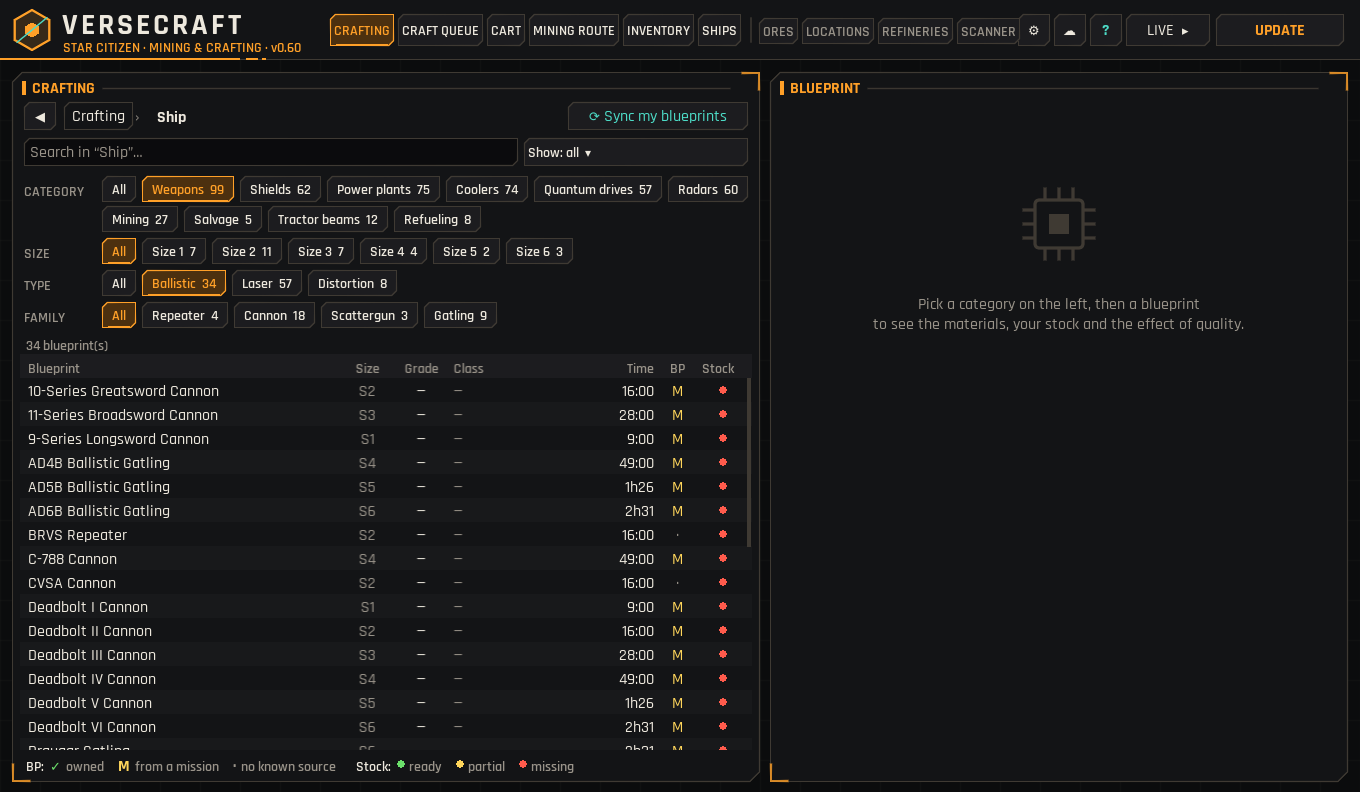 VERSECRAFT
STAR CITIZEN · MINING & CRAFTING · v0.60
CRAFTING CRAFT QUEUE CART MINING ROUTE INVENTORY SHIPS ORES LOCATIONS REFINERIES SCANNER ? LIVE ▸ UPDATE
CRAFTING
◀ Crafting › Ship ⟳ Sync my blueprints
Search in “Ship”... Show: all ▾
CATEGORY All Weapons 99 Shields 62 Power plants 75 Coolers 74 Quantum drives 57 Radars 60
Mining 27 Salvage 5 Tractor beams 12 Refueling 8
SIZE All Size 1 7 Size 2 11 Size 3 7 Size 4 4 Size 5 2 Size 6 3
TYPE All Ballistic 34 Laser 57 Distortion 8
FAMILY All Repeater 4 Cannon 18 Scattergun 3 Gatling 9
34 blueprint(s)
Blueprint Size Grade Class Time BP Stock
10-Series Greatsword Cannon S2 — — 16:00 M
11-Series Broadsword Cannon S3 — — 28:00 M
9-Series Longsword Cannon S1 — — 9:00 M
AD4B Ballistic Gatling S4 — — 49:00 M
AD5B Ballistic Gatling S5 — — 1h26 M
AD6B Ballistic Gatling S6 — — 2h31 M
BRVS Repeater S2 — — 16:00 ·
C-788 Cannon S4 — — 49:00 M
CVSA Cannon S2 — — 16:00 ·
Deadbolt I Cannon S1 — — 9:00 M
Deadbolt II Cannon S2 — — 16:00 M
Deadbolt III Cannon S3 — — 28:00 M
Deadbolt IV Cannon S4 — — 49:00 M
Deadbolt V Cannon S5 — — 1h26 M
Deadbolt VI Cannon S6 — — 2h31 M
BP: ✓ owned M from a mission · no known source Stock: ready partial missing
BLUEPRINT
Pick a category on the left, then a blueprint
to see the materials, your stock and the effect of quality.